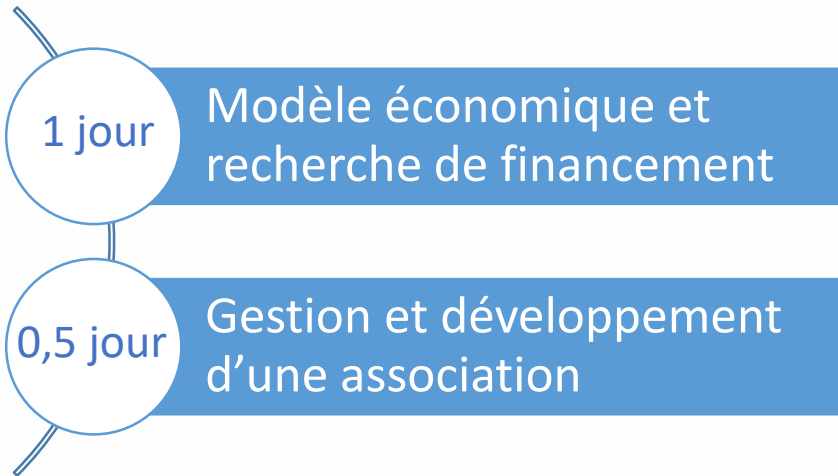 1 jour
Modèle économique et
recherche de financement
0,5 jour
Gestion et développement
d’une association